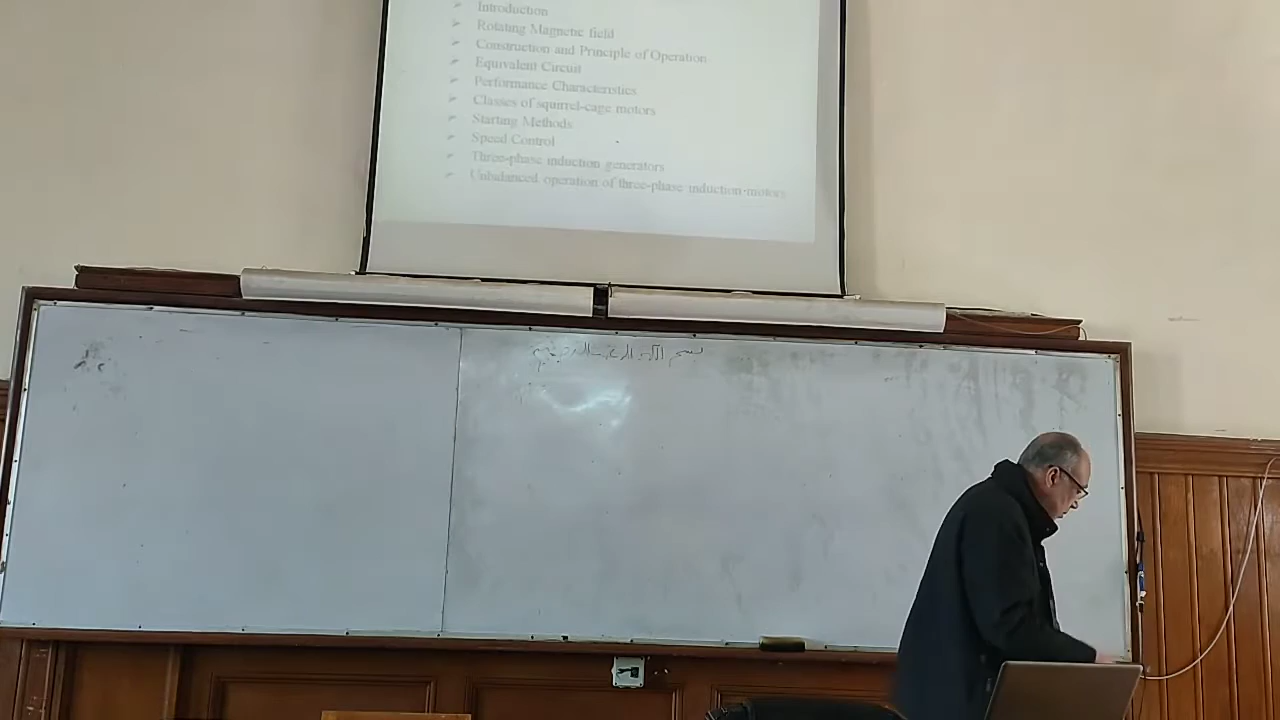 Introduction
Rotating Magnetic field
Construction and Principle of Operation
Equivalent Circuit
Performance Characteristics
Classes of squirrel-cage motors
Starting Methods
Speed Control
Three-phase induction generators
Unbalanced operation of three-phase induction motors
بسم الله الرحمن الرحيم